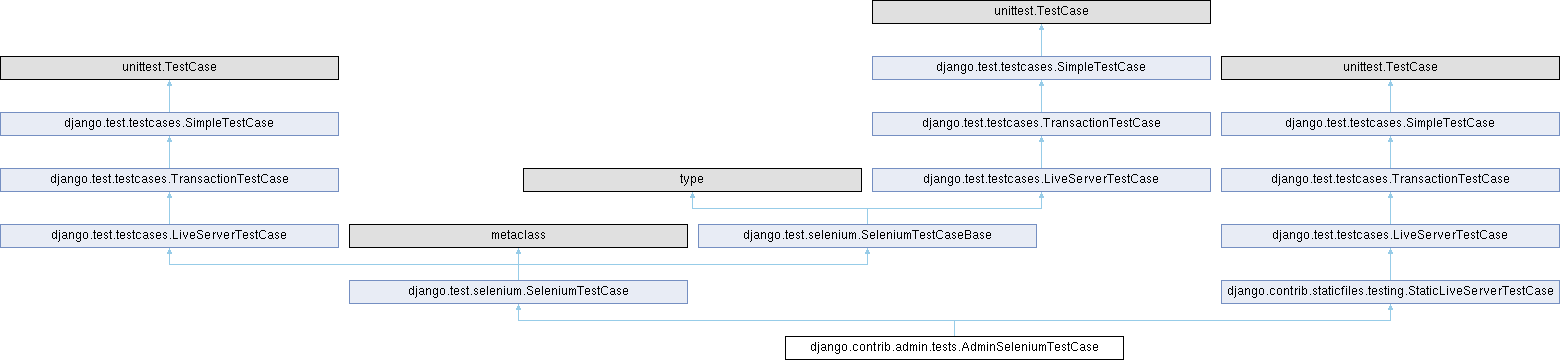 unittest.TestCase
unittest.TestCase
django.test.testcases.SimpleTestCase
unittest.TestCase
django.test.testcases.SimpleTestCase
django.test.testcases.TransactionTestCase
django.test.testcases.SimpleTestCase
django.test.testcases.TransactionTestCase
type
django.test.testcases.LiveServerTestCase
django.test.testcases.TransactionTestCase
django.test.testcases.LiveServerTestCase
metaclass
django.test.selenium.SeleniumTestCaseBase
django.test.testcases.LiveServerTestCase
django.test.selenium.SeleniumTestCase
django.contrib.staticfiles.testing.StaticLiveServerTestCase
django.contrib.admin.tests.AdminSeleniumTestCase